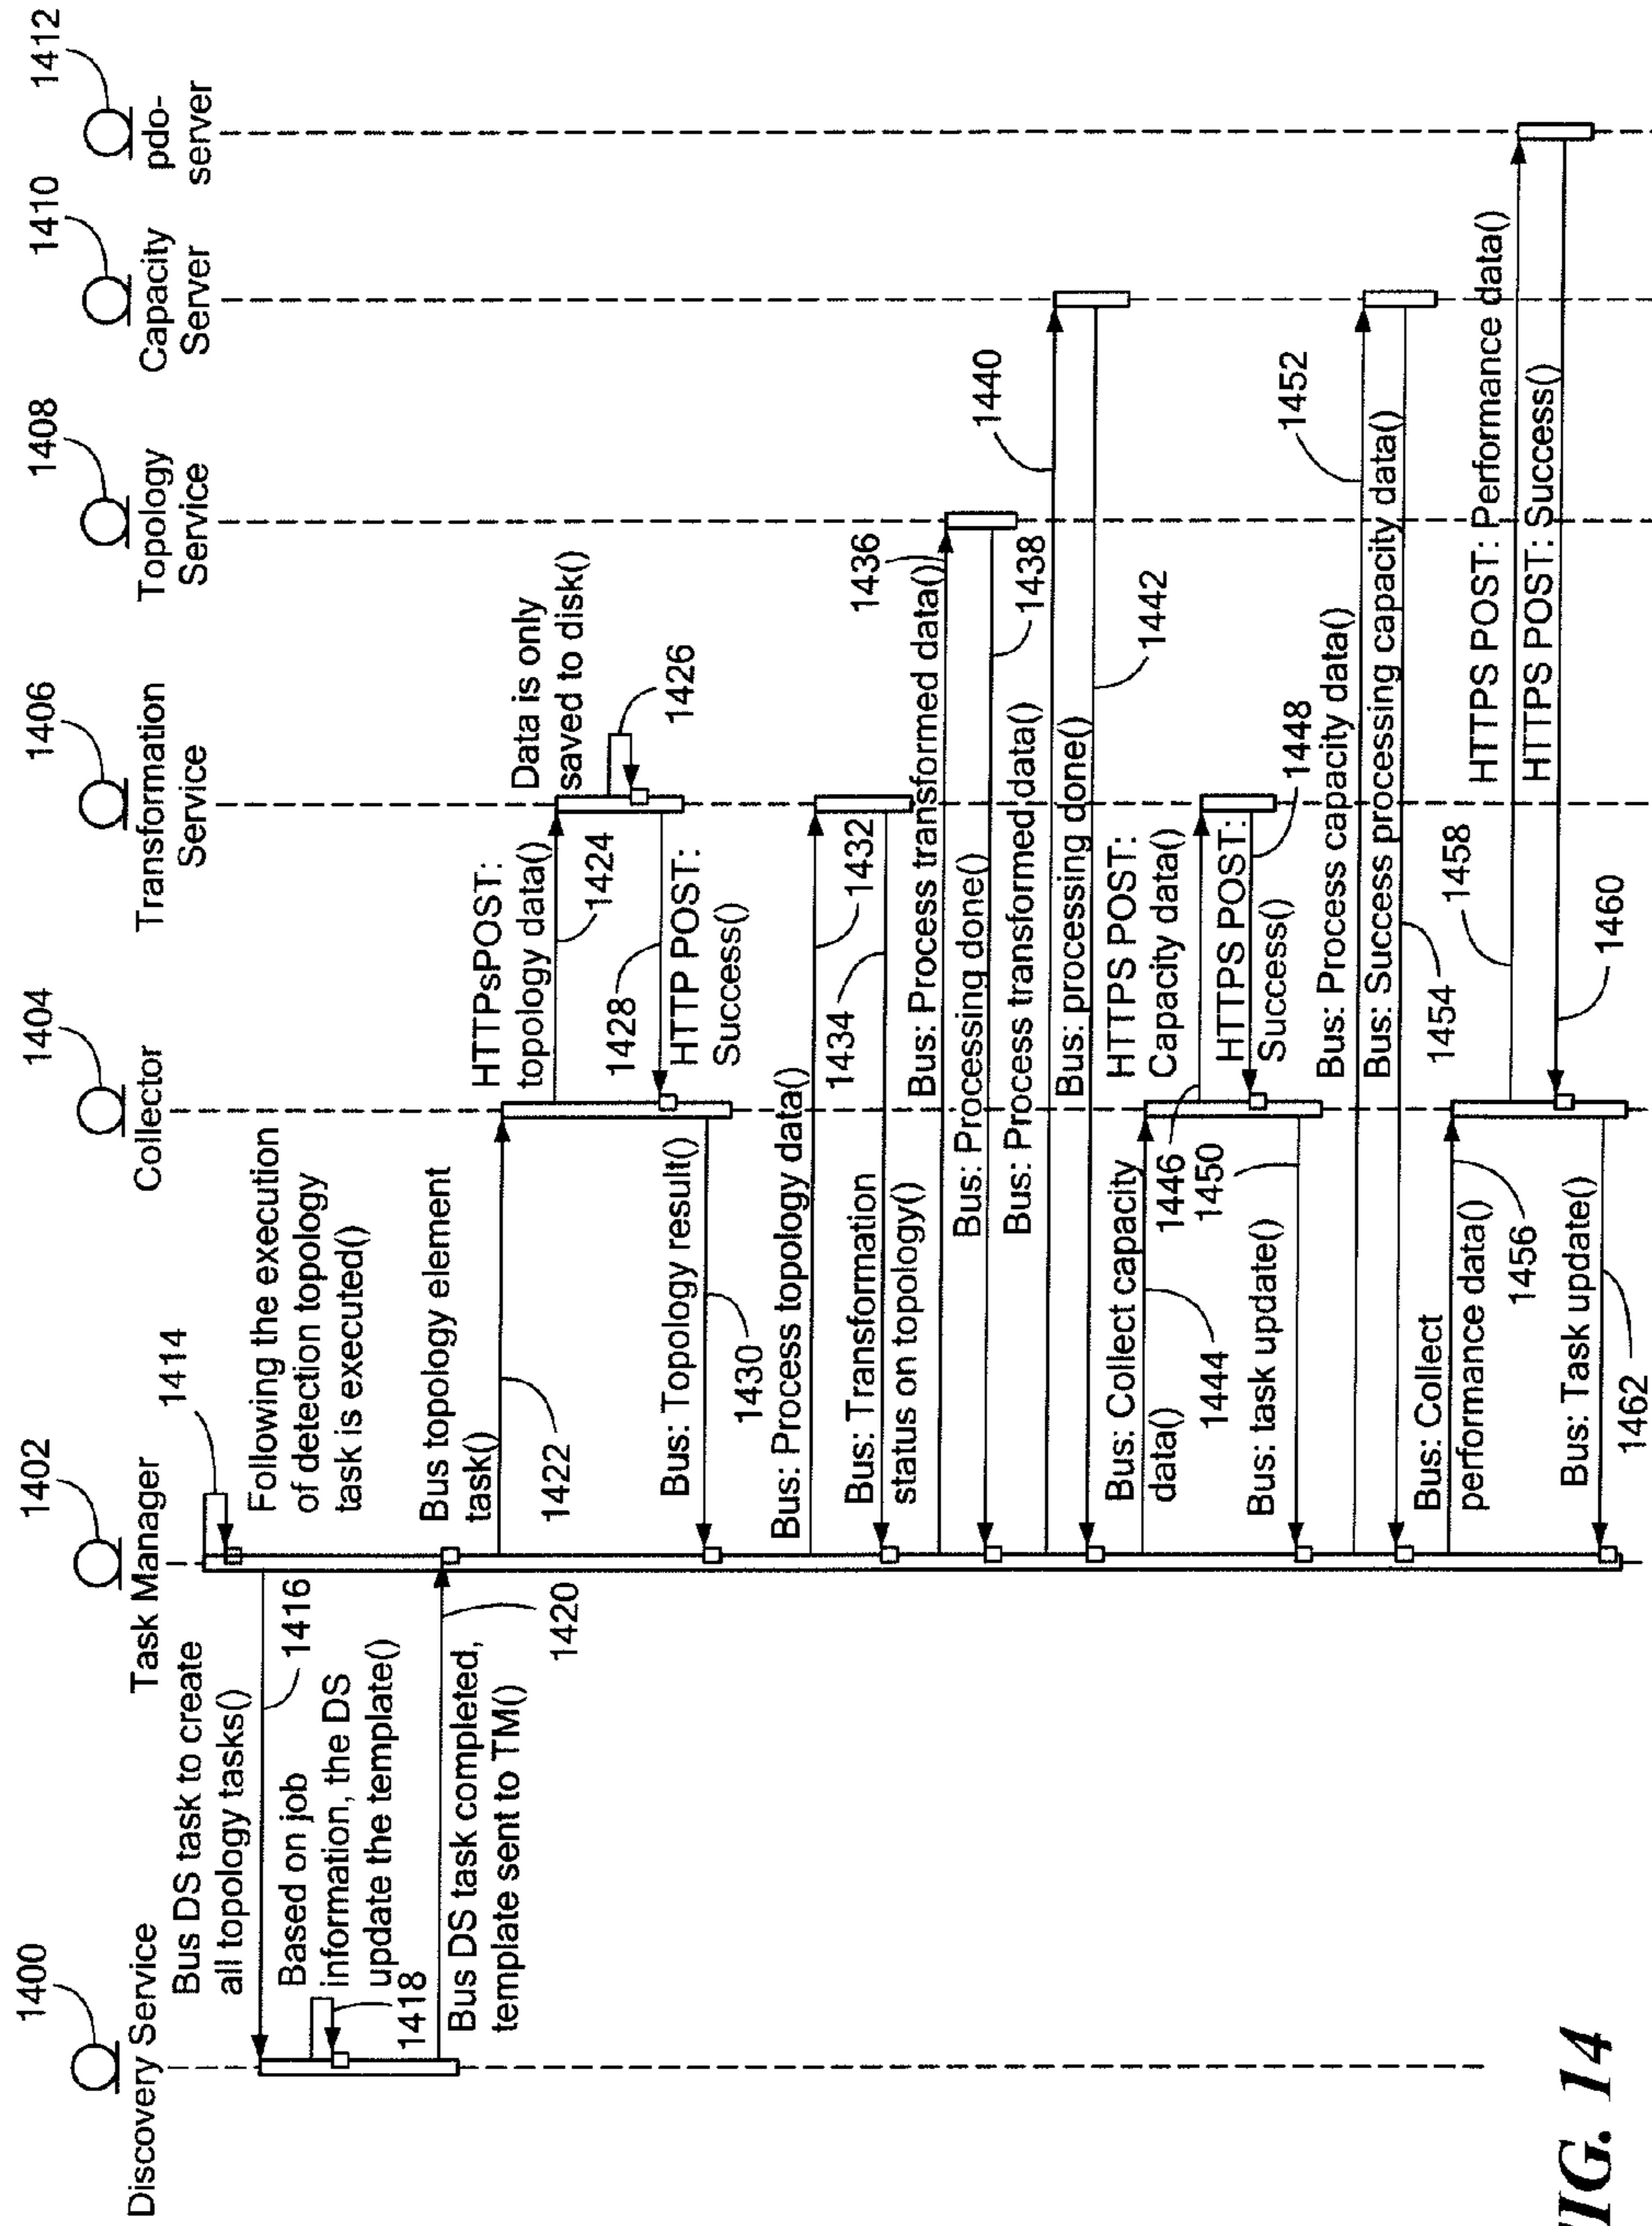 1400
Discovery Service
1402
Task Manager
1404
Collector
1406
Transformation
Service
1408
Topology
Service
1410
Capacity
Server
1412
pdo-
server
1414
Following the execution
of detection topology
task is executed()
Bus DS task to create
all topology tasks()
1416
Based on job
information, the DS
update the template()
1418
Bus DS task completed,
template sent to TM()
1420
Bus topology element
task()
1422
HTTPsPOST:
topology data()
1424
Data is only
saved to disk()
1426
1428
HTTP POST:
Success()
Bus: Topology result()
1430
Bus: Process topology data()
1432
Bus: Transformation
status on topology()
1434
Bus: Process transformed data()
1436
Bus: Processing done()
1438
Bus: Process transformed data()
1440
Bus: processing done()
1442
Bus: Collect capacity
data()
1444
HTTPS POST:
Capacity data()
1446
HTTPS POST:
Success()
1448
1450
Bus: task update()
Bus: Process capacity data()
1452
Bus: Success processing capacity data()
1454
Bus: Collect
performance data()
1456
HTTPS POST: Performance data()
1458
HTTPS POST: Success()
1460
Bus: Task update()
1462
FIG. 14